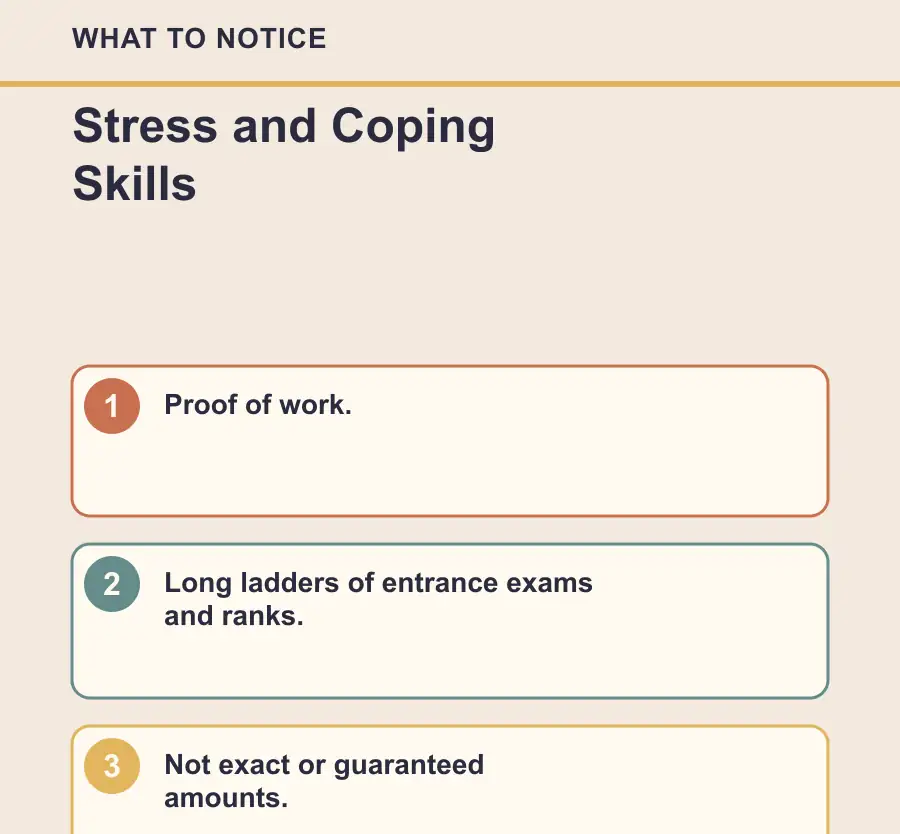 WHAT TO NOTICE
Stress and Coping
Skills
1
Proof of work.
2
Long ladders of entrance exams
and ranks.
3
Not exact or guaranteed
amounts.